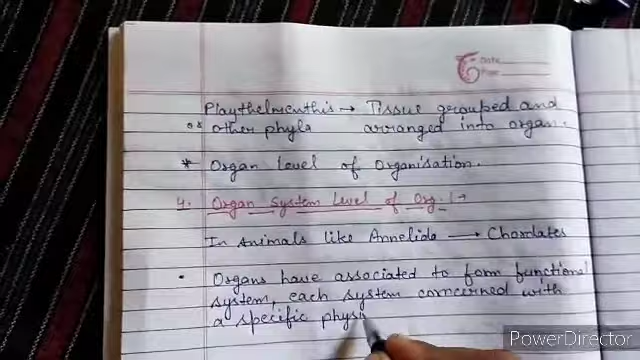 Date
Page
Playthelmenthis → Tissue grouped and
or other phyla arranged into organ.
* Organ Level of Organisation.
4. Organ System Level of Org. :→
In Animals like Annelida → Chordates
• Organs have associated to form functional
system, each system concerned with
a specific physi
PowerDirector